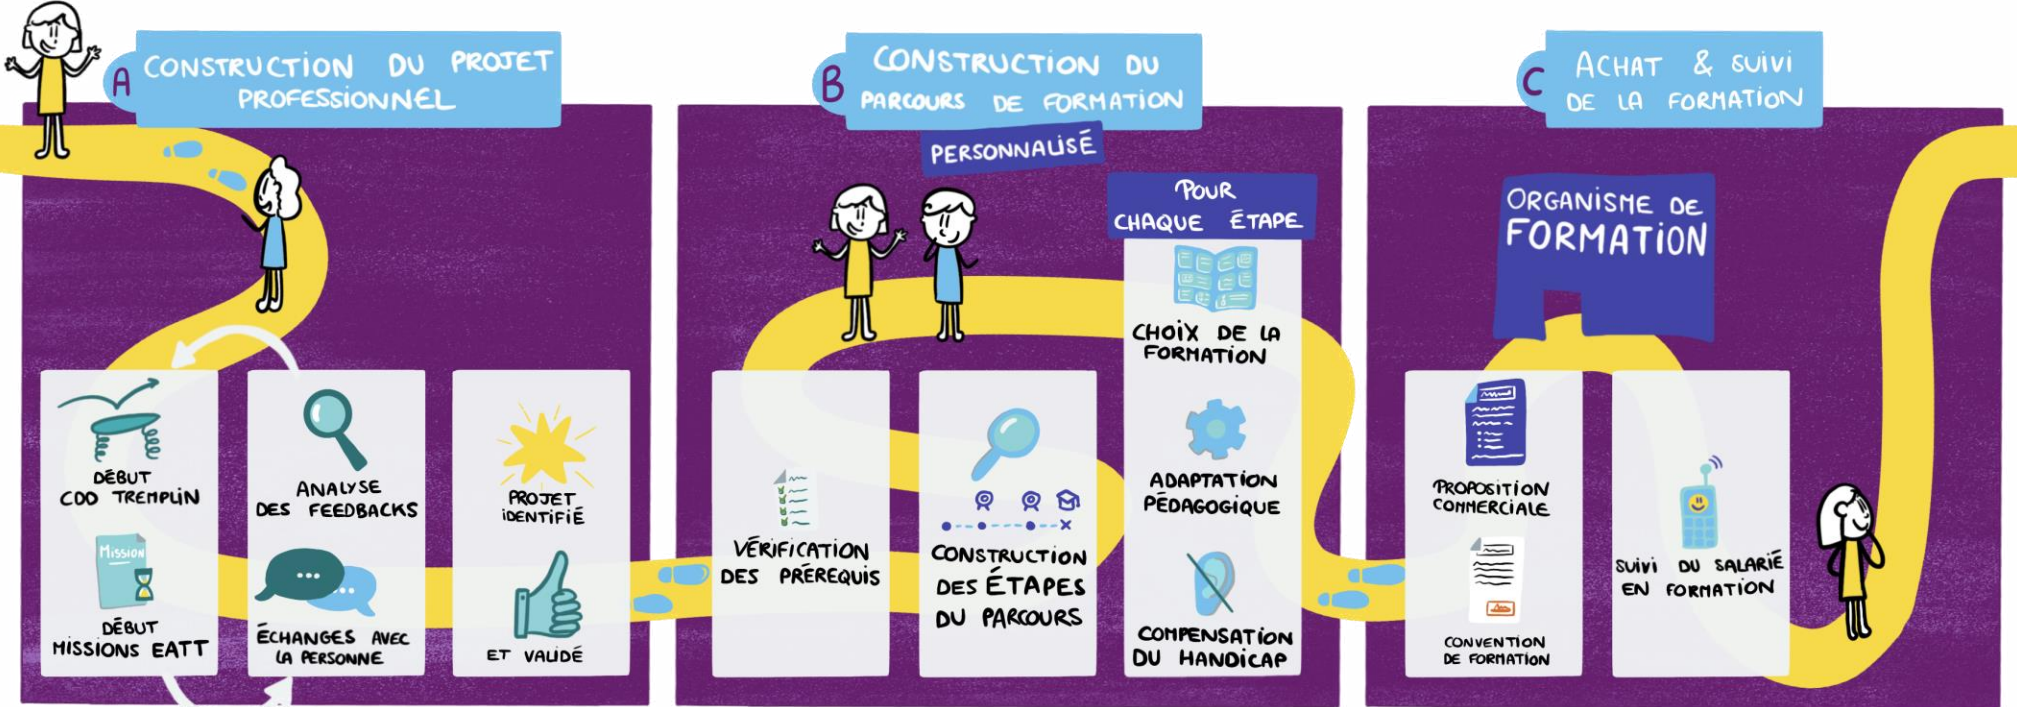 A
CONSTRUCTION DU PROJET
PROFESSIONNEL
DÉBUT
CDD TREMPLIN
MISSION
DÉBUT
MISSIONS EATT
ANALYSE
DES FEEDBACKS
ÉCHANGES AVEC
LA PERSONNE
PROJET
IDENTIFIÉ
ET VALIDÉ
B
CONSTRUCTION DU
PARCOURS DE FORMATION
PERSONNALISÉ
VÉRIFICATION
DES PRÉREQUIS
CONSTRUCTION
DES ÉTAPES
DU PARCOURS
POUR
CHAQUE ÉTAPE
CHOIX DE LA
FORMATION
ADAPTATION
PÉDAGOGIQUE
COMPENSATION
DU HANDICAP
C
ACHAT & SUIVI
DE LA FORMATION
ORGANISME DE
FORMATION
PROPOSITION
COMMERCIALE
CONVENTION
DE FORMATION
SUIVI DU SALARIÉ
EN FORMATION